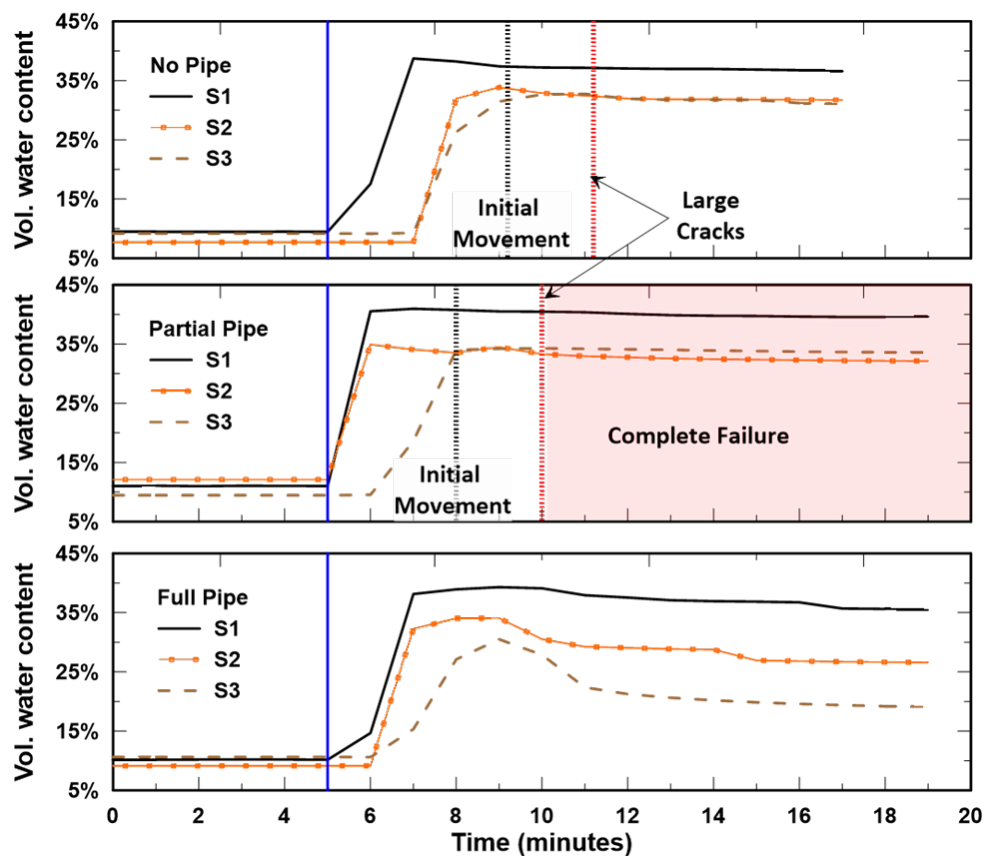 Vol. water content
45%
35%
25%
15%
5%
No Pipe
S1
S2
S3
Initial
Movement
Large
Cracks
Vol. water content
45%
35%
25%
15%
5%
Partial Pipe
S1
S2
S3
Initial
Movement
Complete Failure
Vol. water content
45%
35%
25%
15%
5%
Full Pipe
S1
S2
S3
0 2 4 6 8 10 12 14 16 18 20
Time (minutes)